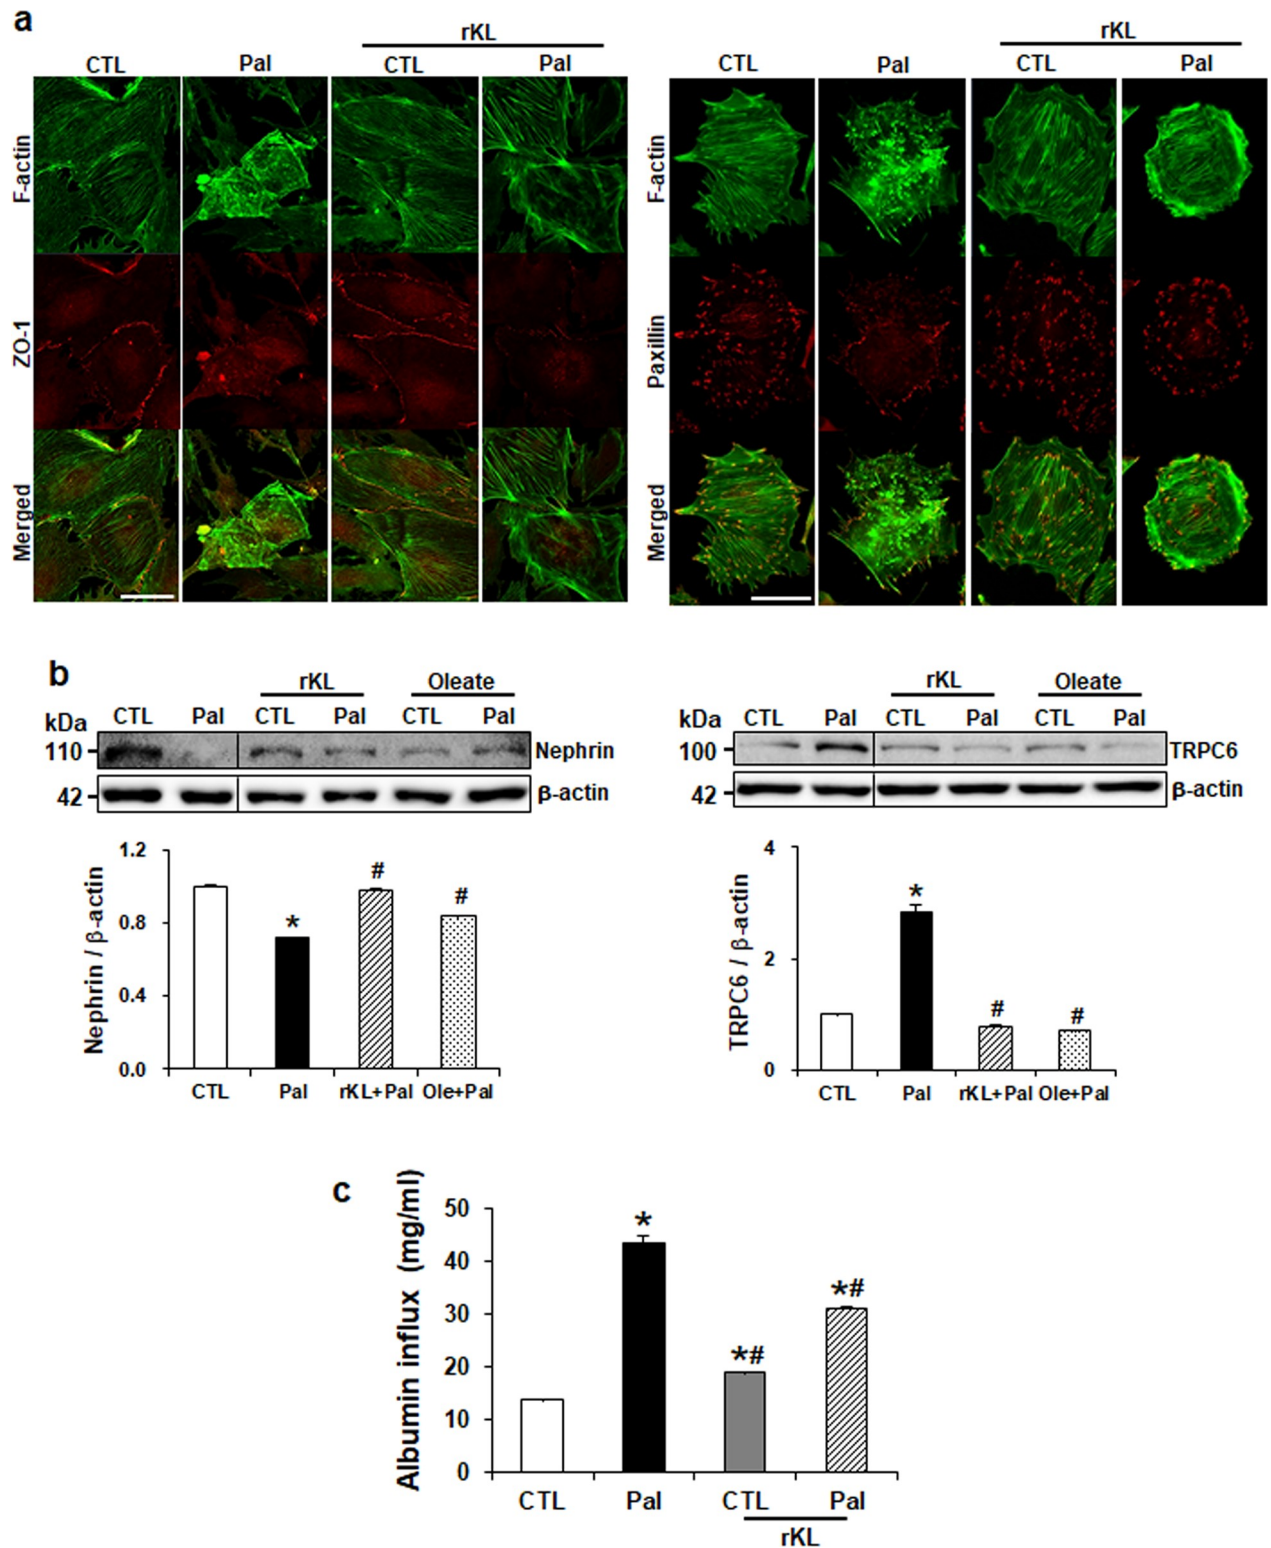 a
rKL rKL
CTL Pal CTL Pal CTL Pal CTL Pal
F-actin F-actin
ZO-1 Paxillin
Merged Merged
b
rKL Oleate rKL Oleate
kDa CTL Pal CTL Pal CTL Pal kDa CTL Pal CTL Pal CTL Pal
110 Nephrin 100 TRPC6
42 β-actin 42 β-actin
Nephrin / β-actin
1.2
0.8
0.4
0.0
* # #
CTL Pal rKL+Pal Ole+Pal
TRPC6 / β-actin
4
2
0
* # #
CTL Pal rKL+Pal Ole+Pal
c
Albumin influx (mg/ml)
50
40
30
20
10
0
* *# *#
CTL Pal CTL Pal
rKL